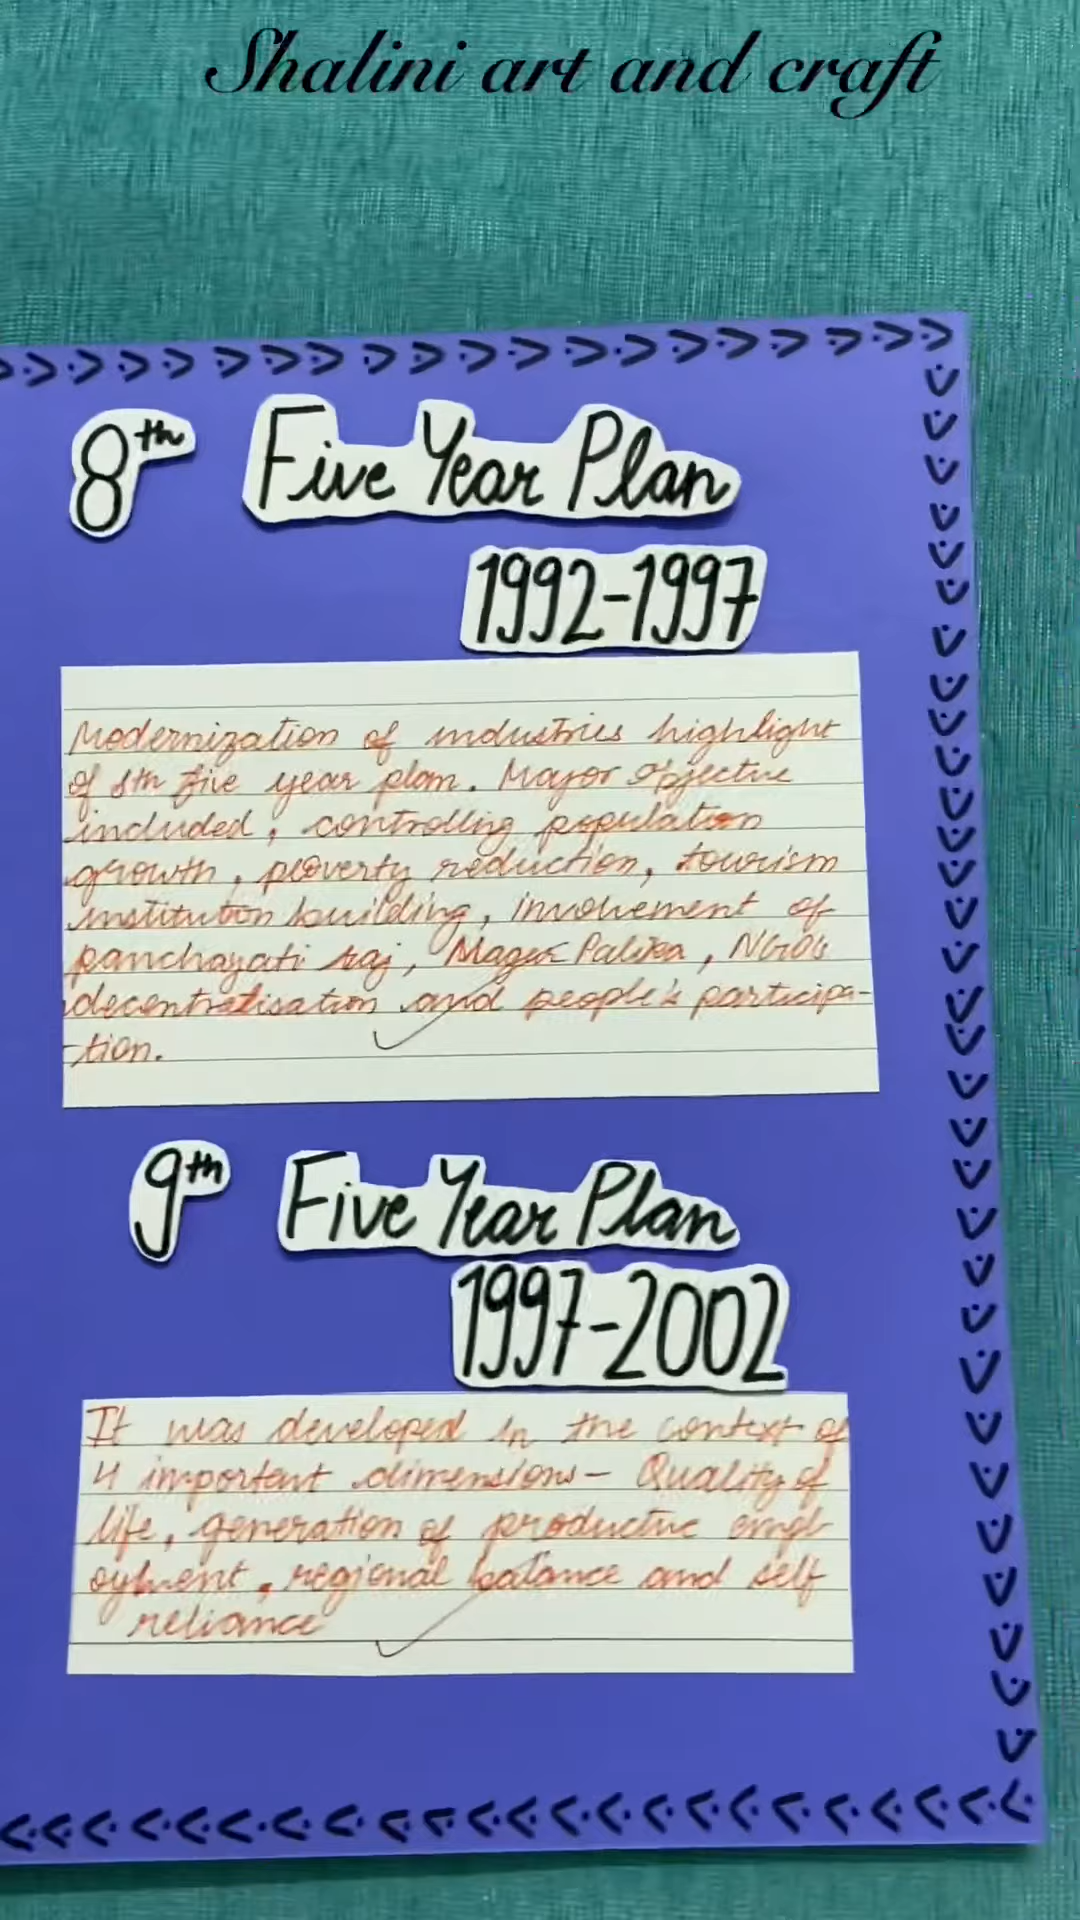 Shalini art and craft
8th Five Year Plan
1992-1997
Modernization of industries highlight
of 8th five year plan. Major objective
included, controlling population
growth, poverty reduction, tourism
institution building, involvement of
panchayati raj, Nagar Palika, NGO's
decentralisation and people's participa-
tion.
9th Five Year Plan
1997-2002
It was developed in the context of
4 important dimensions- Quality of
life, generation of productive empl
oyment, regional balance and self
reliance